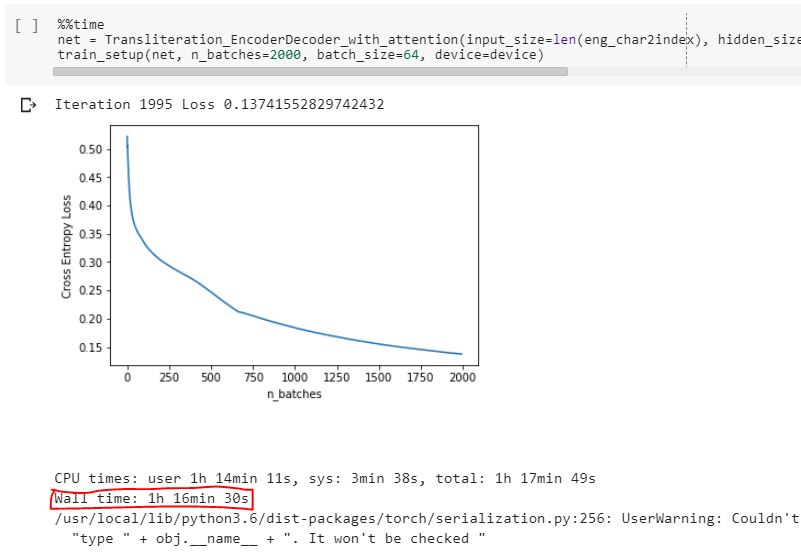 [ ] %%time
net = Transliteration_EncoderDecoder_with_attention(input_size=len(eng_char2index), hidden_size
train_setup(net, n_batches=2000, batch_size=64, device=device)
Iteration 1995 Loss 0.13741552829742432
0.50
0.45
0.40
0.35
0.30
0.25
0.20
0.15
Cross Entropy Loss
0 250 500 750 1000 1250 1500 1750 2000
n_batches
CPU times: user 1h 14min 11s, sys: 3min 38s, total: 1h 17min 49s
Wall time: 1h 16min 30s
/usr/local/lib/python3.6/dist-packages/torch/serialization.py:256: UserWarning: Couldn't
"type " + obj.__name__ + ". It won't be checked "